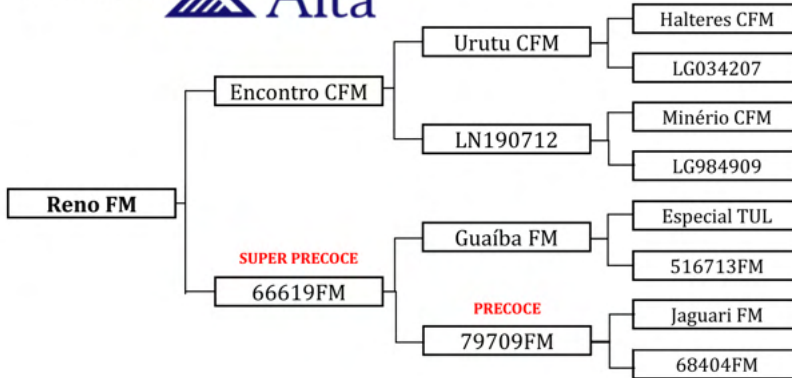 Alta
Halteres CFM
Urutu CFM
LG034207
Encontro CFM
Minério CFM
LN190712
LG984909
Reno FM
Especial TUL
Guaíba FM
SUPER PRECOCE
516713FM
66619FM
PRECOCE
Jaguari FM
79709FM
68404FM